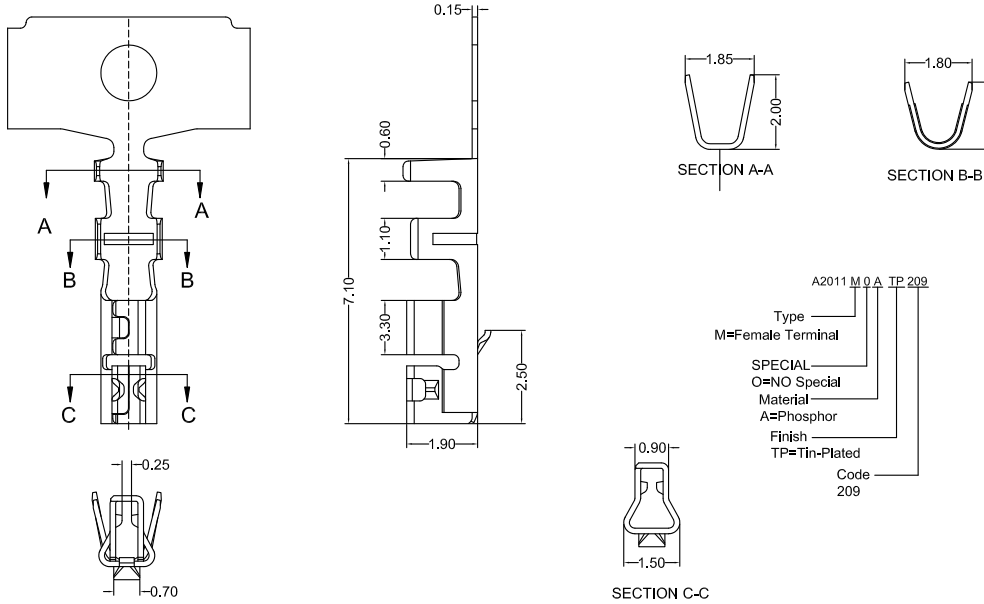 0.15
1.85
2.00
SECTION A-A
1.80
SECTION B-B
0.60
A
A
B
B
C
C
7.10
1.10
3.30
2.50
1.90
A2011 M 0 A TP 209
Type
M=Female Terminal
SPECIAL
O=NO Special
Material
A=Phosphor
Finish
TP=Tin-Plated
Code
209
0.25
0.70
0.90
1.50
SECTION C-C